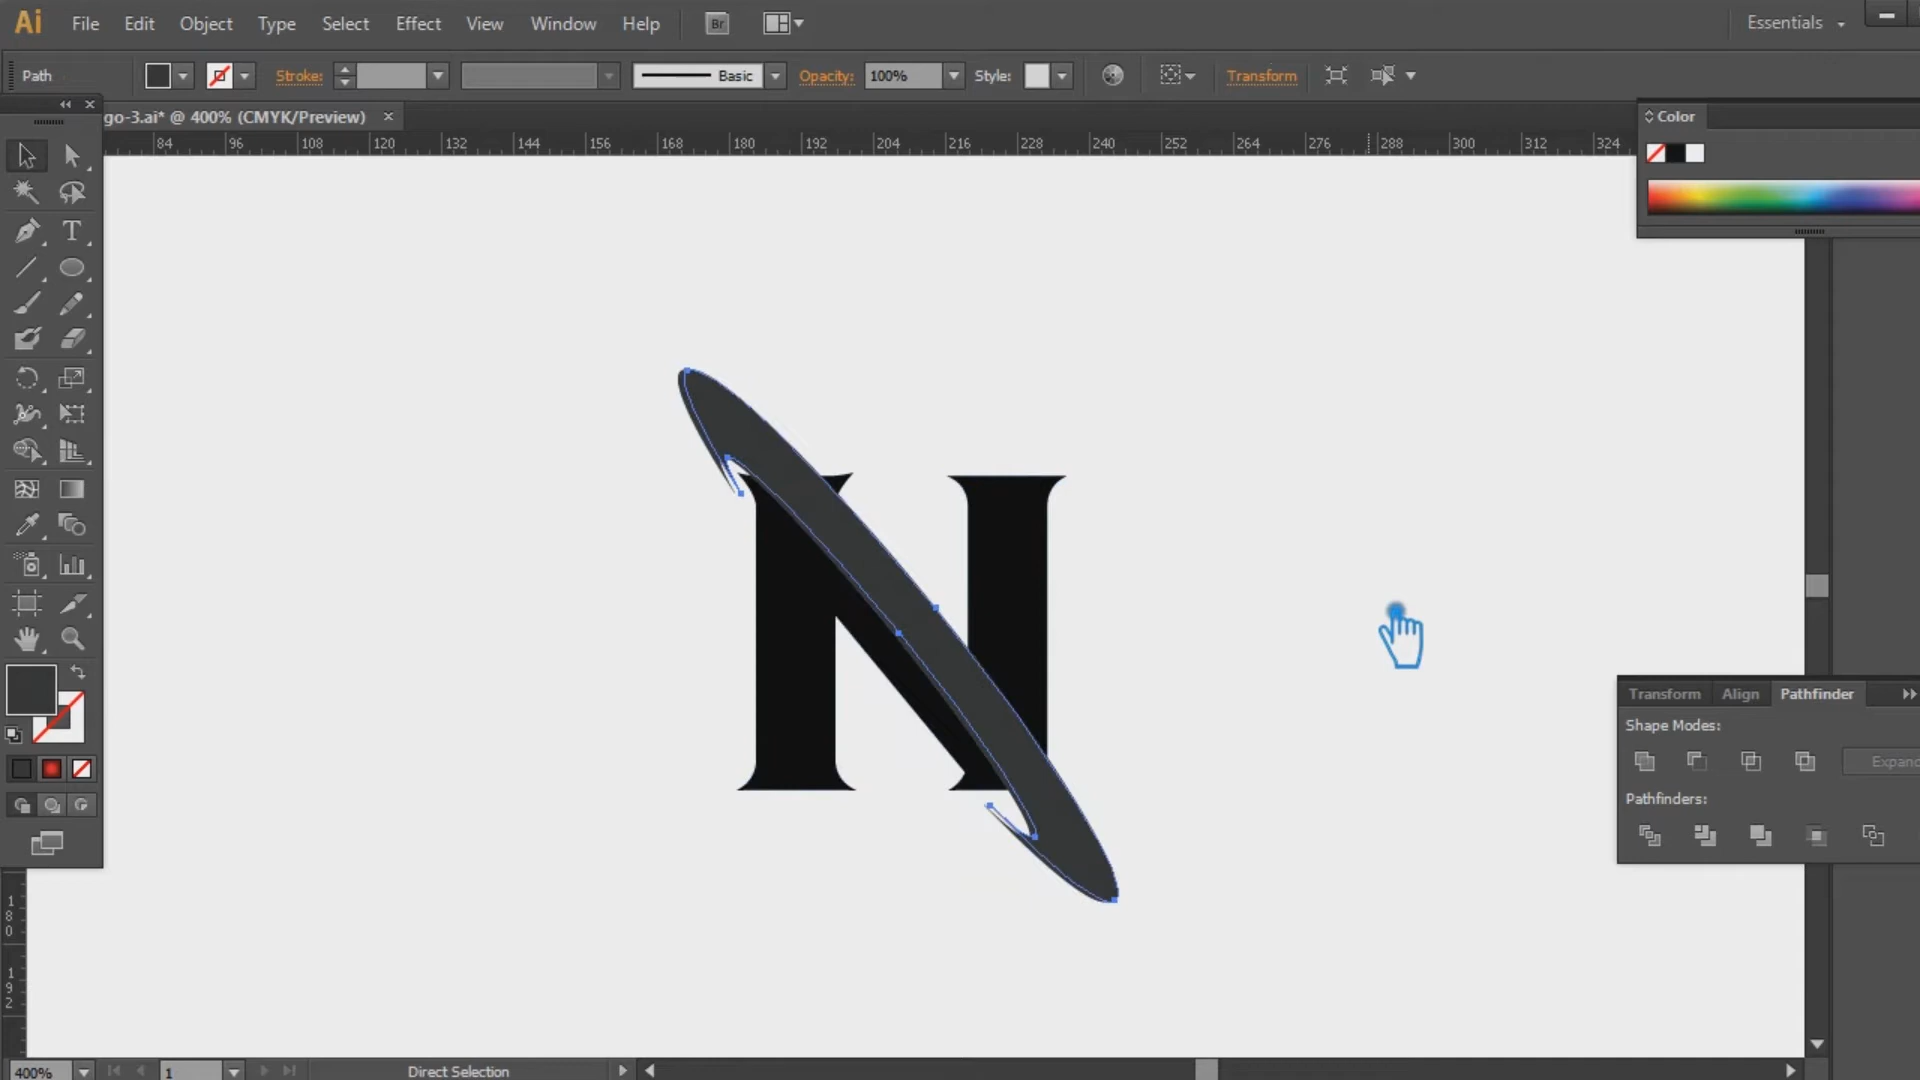 Ai File Edit Object Type Select Effect View Window Help Br Essentials
Path Stroke: Basic Opacity: 100% Style: Transform
go-3.ai* @ 400% (CMYK/Preview) ×
84 96 108 120 132 144 156 168 180 192 204 216 228 240 252 264 276 288 300 312 324
Color
T
N
Transform Align Pathfinder
Shape Modes:
Expand
Pathfinders:
180
192
400% 1 Direct Selection